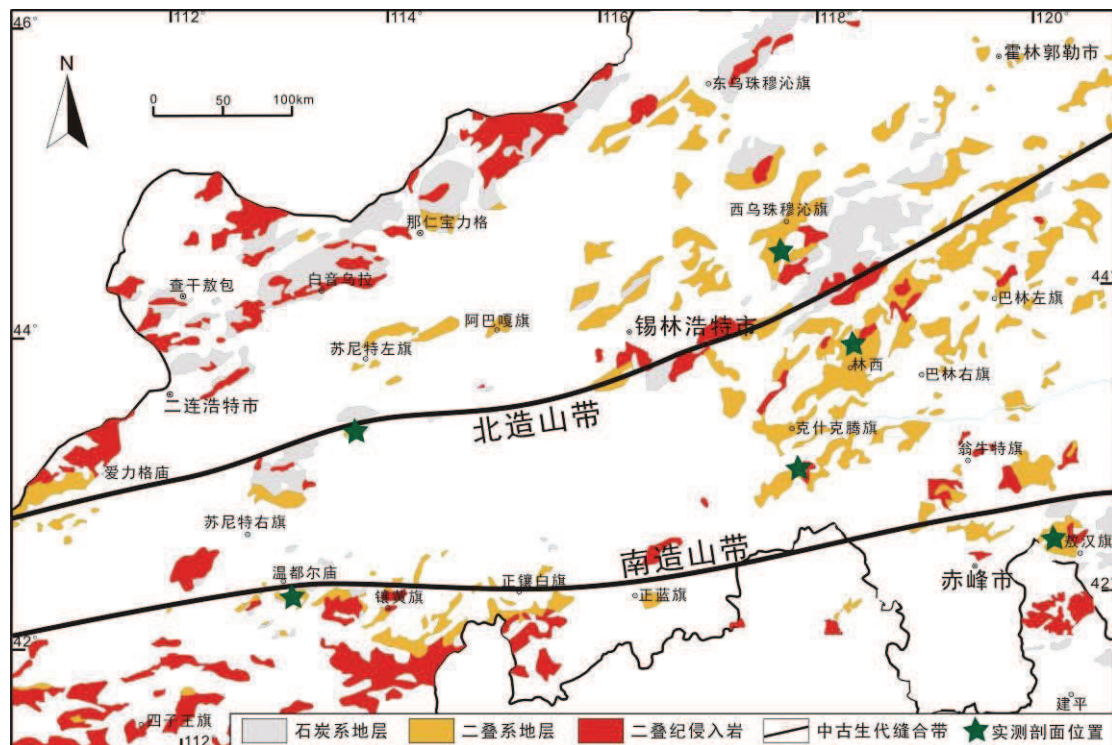 112°
114°
116°
118°
120°
46°
N
0 50 100km
霍林郭勒市
东乌珠穆沁旗
西乌珠穆沁旗
那仁宝力格
查干敖包
白音乌拉
44°
巴林左旗
阿巴嘎旗
锡林浩特市
44°
苏尼特左旗
林西
巴林右旗
二连浩特市
北造山带
克什克腾旗
翁牛特旗
爱力格庙
苏尼特右旗
南造山带
敖汉旗
温都尔庙
正镶白旗
赤峰市
镶黄旗
正蓝旗
42°
42°
建平
四子王旗
112°
石炭系地层 二叠系地层 二叠纪侵入岩 中古生代缝合带 实测剖面位置